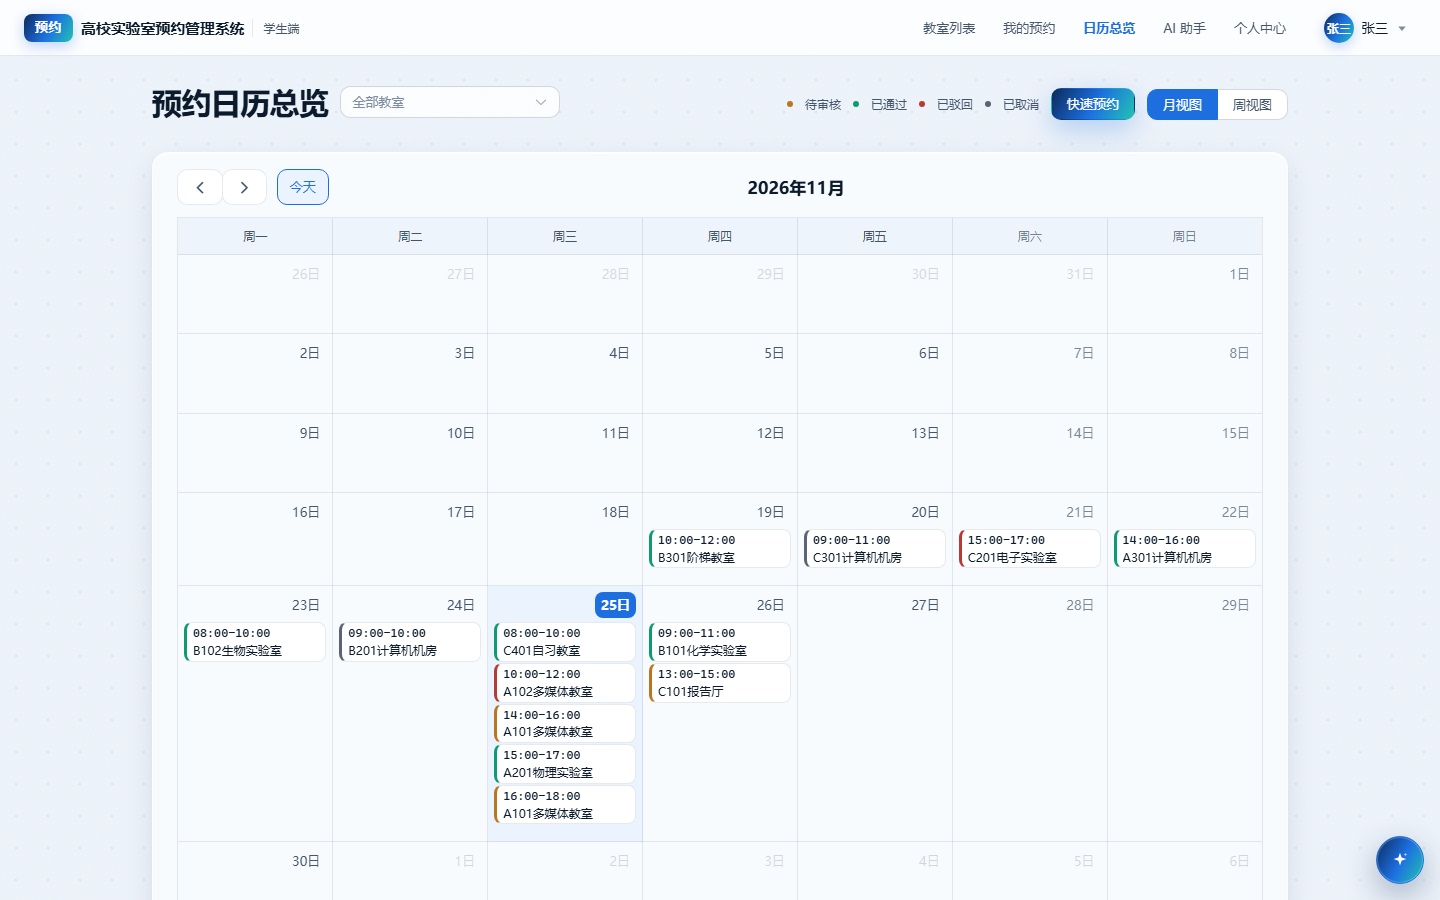 预约 高校实验室预约管理系统 学生端 教室列表 我的预约 日历总览 AI 助手 个人中心 张三 张三
预约日历总览 全部教室 待审核 已通过 已驳回 已取消 快速预约 月视图 周视图
今天 2026年11月
周一 周二 周三 周四 周五 周六 周日
26日 27日 28日 29日 30日 31日 1日
2日 3日 4日 5日 6日 7日 8日
9日 10日 11日 12日 13日 14日 15日
16日 17日 18日 19日 20日 21日 22日
10:00-12:00 09:00-11:00 15:00-17:00 14:00-16:00
B301阶梯教室 C301计算机机房 C201电子实验室 A301计算机机房
23日 24日 25日 26日 27日 28日 29日
08:00-10:00 09:00-10:00 08:00-10:00 09:00-11:00
B102生物实验室 B201计算机机房 C401自习教室 B101化学实验室
10:00-12:00 13:00-15:00
A102多媒体教室 C101报告厅
14:00-16:00
A101多媒体教室
15:00-17:00
A201物理实验室
16:00-18:00
A101多媒体教室
30日 1日 2日 3日 4日 5日 6日